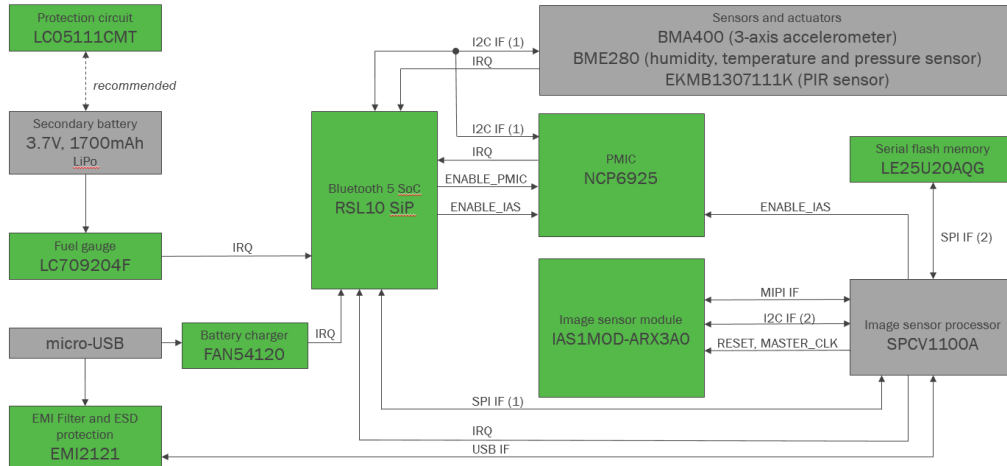 Protection circuit
LC05111CMT
recommended
Secondary battery
3.7V, 1700mAh
LiPo
Fuel gauge
LC709204F
IRQ
micro-USB
Battery charger
FAN54120
IRQ
EMI Filter and ESD
protection
EMI2121
Bluetooth 5 SoC
RSL10 SiP
I2C IF (1)
IRQ
Sensors and actuators
BMA400 (3-axis accelerometer)
BME280 (humidity, temperature and pressure sensor)
EKMB1307111K (PIR sensor)
I2C IF (1)
IRQ
ENABLE_PMIC
ENABLE_IAS
PMIC
NCP6925
ENABLE_IAS
Serial flash memory
LE25U20AQG
SPI IF (2)
Image sensor module
IAS1MOD-ARX3A0
MIPI IF
I2C IF (2)
RESET, MASTER_CLK
Image sensor processor
SPCV1100A
SPI IF (1)
IRQ
USB IF